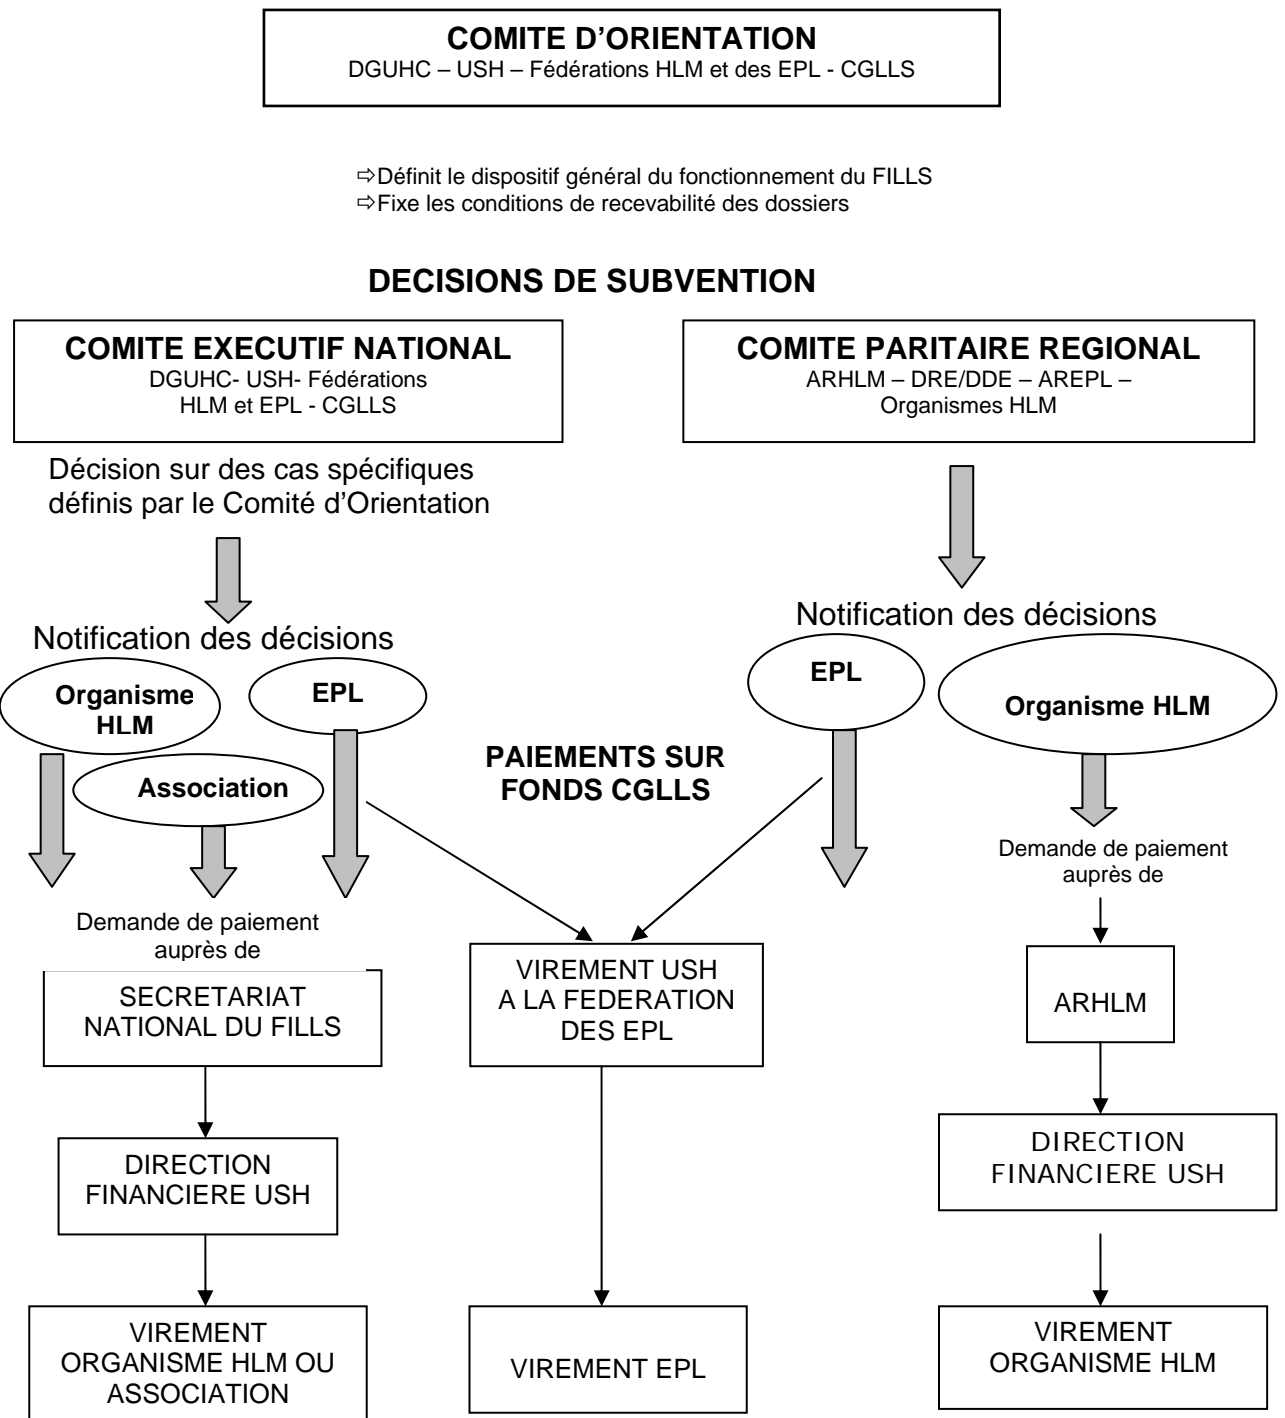 COMITE D’ORIENTATION
DGUHC – USH – Fédérations HLM et des EPL - CGLLS
⇨Définit le dispositif général du fonctionnement du FILLS
⇨Fixe les conditions de recevabilité des dossiers
DECISIONS DE SUBVENTION
COMITE EXECUTIF NATIONAL
DGUHC- USH- Fédérations
HLM et EPL - CGLLS
COMITE PARITAIRE REGIONAL
ARHLM – DRE/DDE – AREPL –
Organismes HLM
Décision sur des cas spécifiques
définis par le Comité d’Orientation
Notification des décisions
Notification des décisions
Organisme
HLM
EPL
Association
EPL
Organisme HLM
PAIEMENTS SUR
FONDS CGLLS
Demande de paiement
auprès de
Demande de paiement
auprès de
SECRETARIAT
NATIONAL DU FILLS
VIREMENT USH
A LA FEDERATION
DES EPL
ARHLM
DIRECTION
FINANCIERE USH
DIRECTION
FINANCIERE USH
VIREMENT
ORGANISME HLM OU
ASSOCIATION
VIREMENT EPL
VIREMENT
ORGANISME HLM